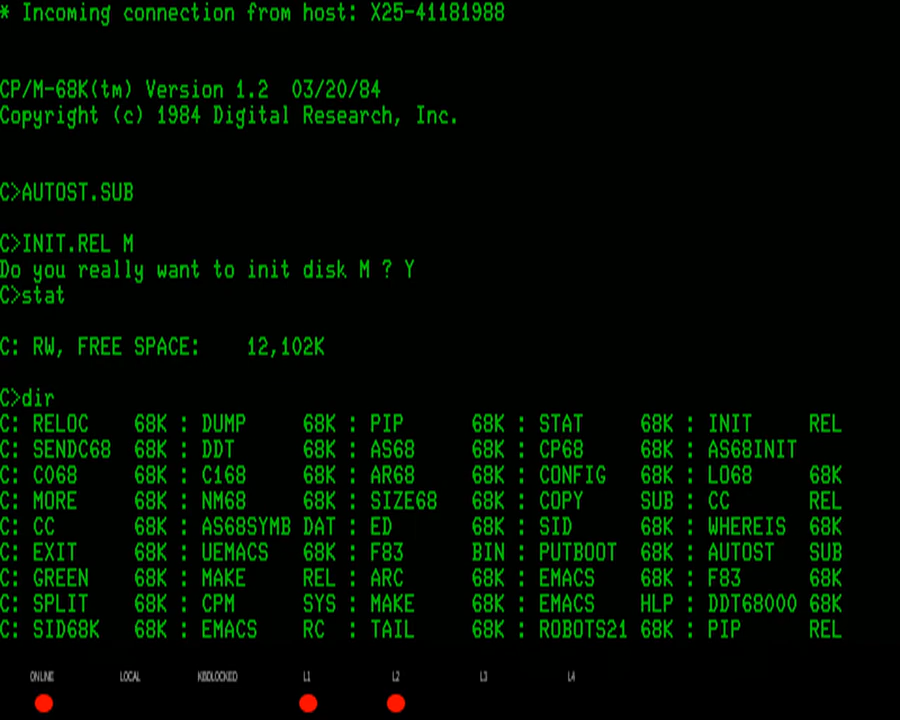 * Incoming connection from host: X25-41181988
CP/M-68K(tm) Version 1.2  03/20/84
Copyright (c) 1984 Digital Research, Inc.
C>AUTOST.SUB
C>INIT.REL M
Do you really want to init disk M ? Y
C>stat
C: RW, FREE SPACE:    12,102K
C>dir
C: RELOC    68K : DUMP     68K : PIP      68K : STAT     68K : INIT     REL
C: SENDC68  68K : DDT      68K : AS68     68K : CP68     68K : AS68INIT
C: C068     68K : C168     68K : AR68     68K : CONFIG   68K : LO68     68K
C: MORE     68K : NM68     68K : SIZE68   68K : COPY     SUB : CC       REL
C: CC       68K : AS68SYMB DAT : ED       68K : SID      68K : WHEREIS  68K
C: EXIT     68K : UEMACS   68K : F83      BIN : PUTBOOT  68K : AUTOST   SUB
C: GREEN    68K : MAKE     REL : ARC      68K : EMACS    68K : F83      68K
C: SPLIT    68K : CPM      SYS : MAKE     68K : EMACS    HLP : DDT68000 68K
C: SID68K   68K : EMACS    RC  : TAIL     68K : ROBOTS21 68K : PIP      REL
ONLINE LOCAL KBDLOCKED L1 L2 L3 L4